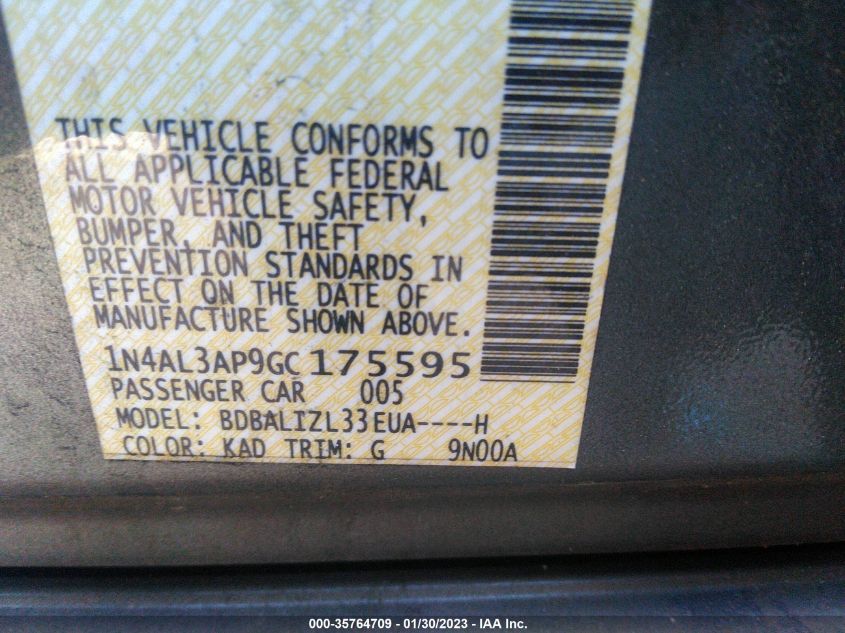 THIS VEHICLE CONFORMS TO
ALL APPLICABLE FEDERAL
MOTOR VEHICLE SAFETY,
BUMPER, AND THEFT
PREVENTION STANDARDS IN
EFFECT ON THE DATE OF
MANUFACTURE SHOWN ABOVE.
1N4AL3AP9GC175595
PASSENGER CAR 005
MODEL: BDBALIZL33EUA----H
COLOR: KAD TRIM: G 9N00A
000-35764709 - 01/30/2023 - IAA Inc.